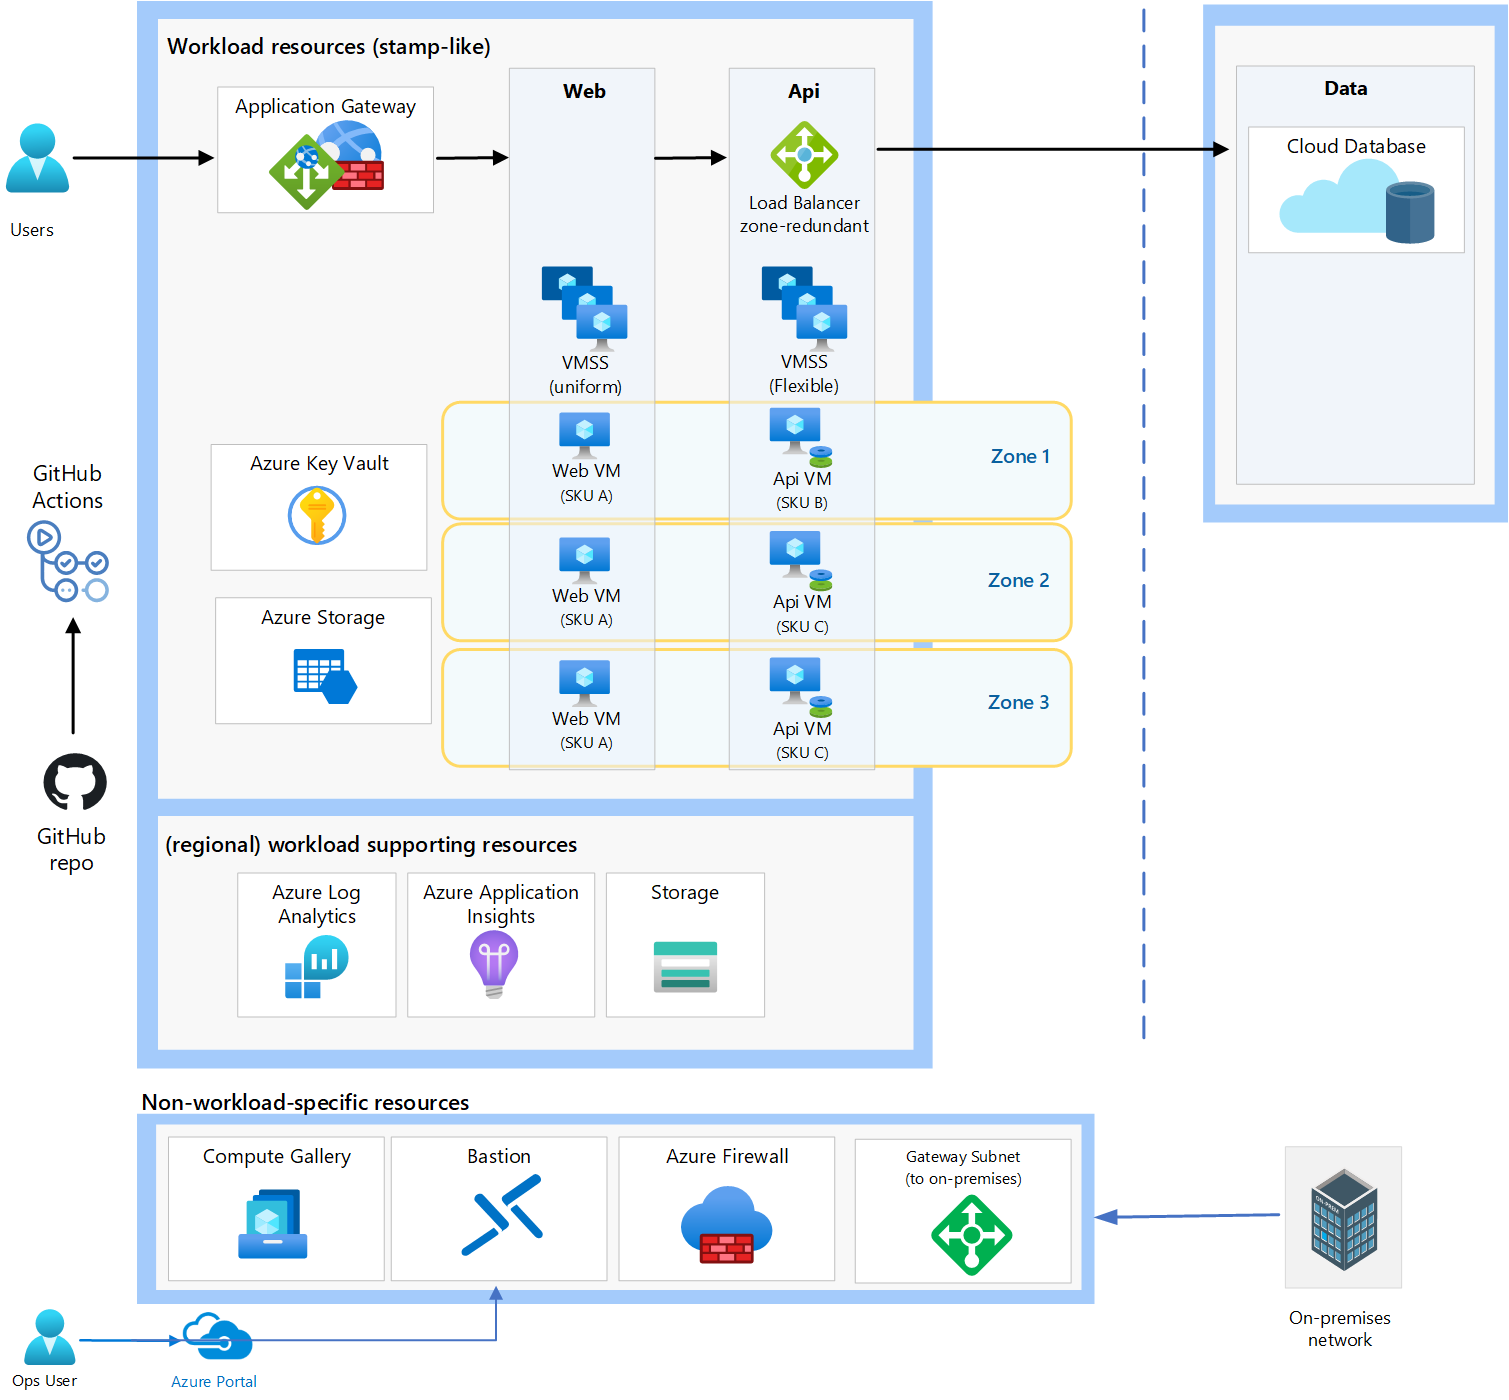 Workload resources (stamp-like)
Application Gateway
Web
Api
Data
Cloud Database
Users
Load Balancer
zone-redundant
VMSS
(uniform)
VMSS
(Flexible)
GitHub
Actions
Azure Key Vault
Web VM
(SKU A)
Api VM
(SKU B)
Zone 1
Azure Storage
Web VM
(SKU A)
Api VM
(SKU C)
Zone 2
Web VM
(SKU A)
Api VM
(SKU C)
Zone 3
GitHub
repo
(regional) workload supporting resources
Azure Log
Analytics
Azure Application
Insights
Storage
Non-workload-specific resources
Compute Gallery
Bastion
Azure Firewall
Gateway Subnet
(to on-premises)
ON-PREM
On-premises
network
Ops User
Azure Portal